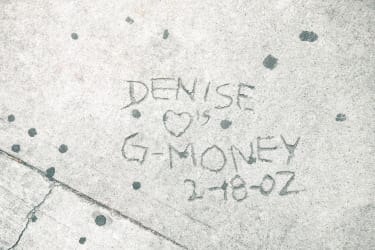 DENISE
♡'S
G-MONEY
2-18-02